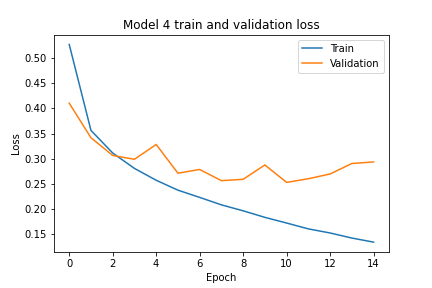 Model 4 train and validation loss
Train
Validation
0.50
0.45
0.40
0.35
0.30
0.25
0.20
0.15
Loss
0 2 4 6 8 10 12 14
Epoch